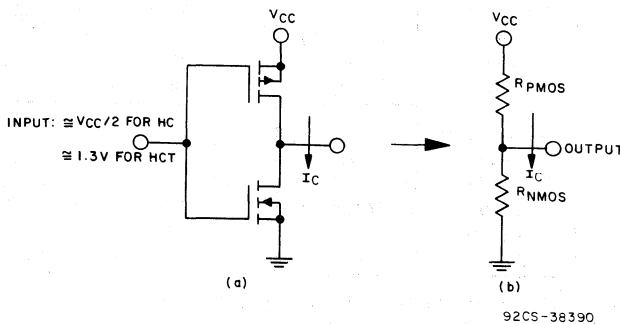 VCC
VCC
RPMOS
INPUT: ≅VCC/2 FOR HC
≅1.3V FOR HCT
IC
OUTPUT
IC
RNMOS
(a)
(b)
92CS-38390